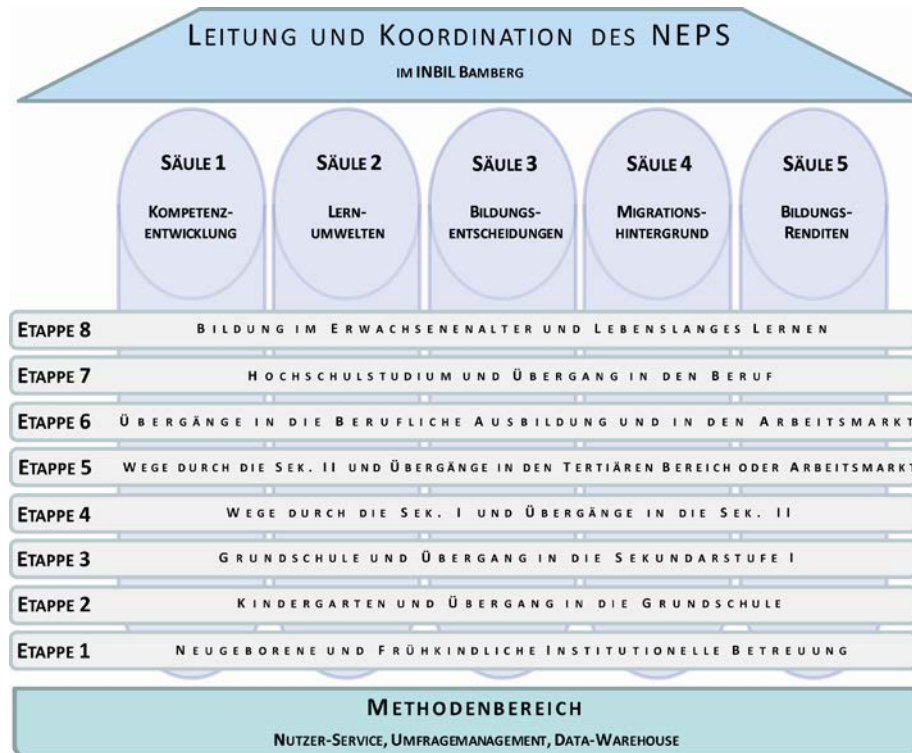 Leitung und Koordination des NEPS
im INBIL Bamberg
Säule 1
Kompetenz-
entwicklung
Säule 2
Lern-
umwelten
Säule 3
Bildungs-
entscheidungen
Säule 4
Migrations-
hintergrund
Säule 5
Bildungs-
Renditen
Etappe 8 Bildung im Erwachsenenalter und Lebenslanges Lernen
Etappe 7 Hochschulstudium und Übergang in den Beruf
Etappe 6 Übergänge in die Berufliche Ausbildung und in den Arbeitsmarkt
Etappe 5 Wege durch die Sek. II und Übergänge in den Tertiären Bereich oder Arbeitsmarkt
Etappe 4 Wege durch die Sek. I und Übergänge in die Sek. II
Etappe 3 Grundschule und Übergang in die Sekundarstufe I
Etappe 2 Kindergarten und Übergang in die Grundschule
Etappe 1 Neugeborene und Frühkindliche Institutionelle Betreuung
Methodenbereich
Nutzer-Service, Umfragemanagement, Data-Warehouse